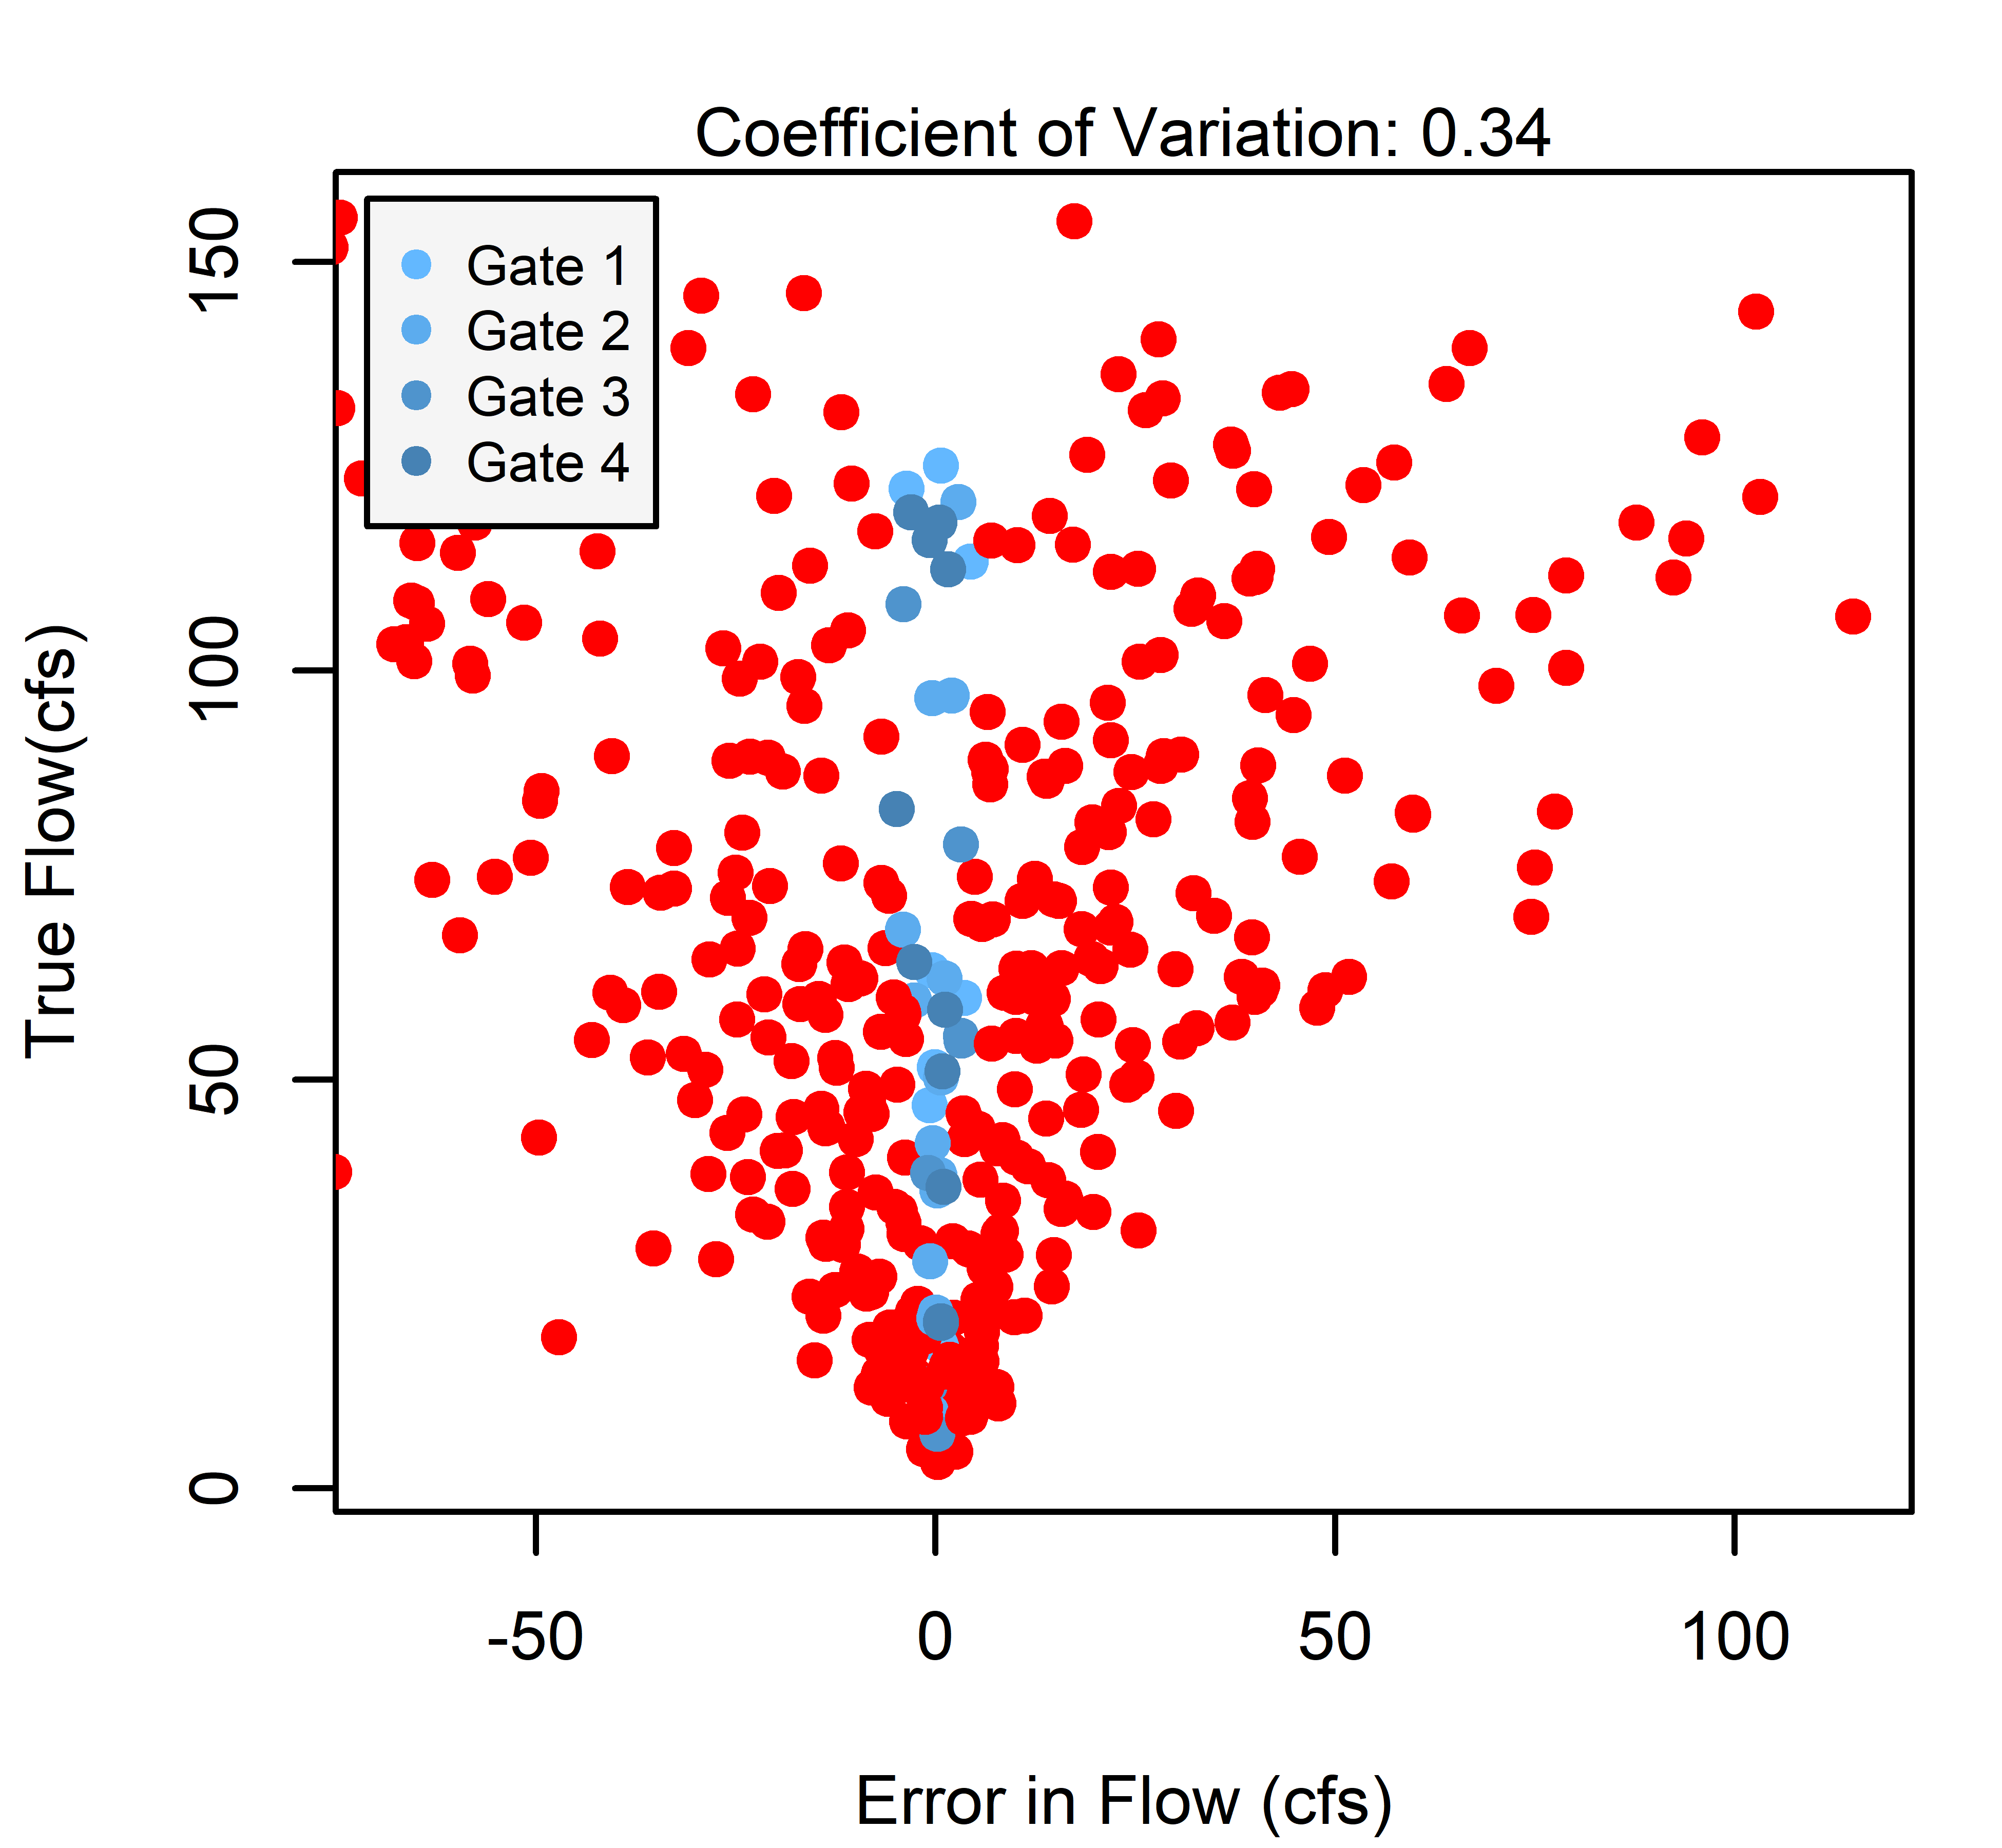 Coefficient of Variation: 0.34
Gate 1
Gate 2
Gate 3
Gate 4
True Flow(cfs)
150
100
50
0
-50 0 50 100
Error in Flow (cfs)